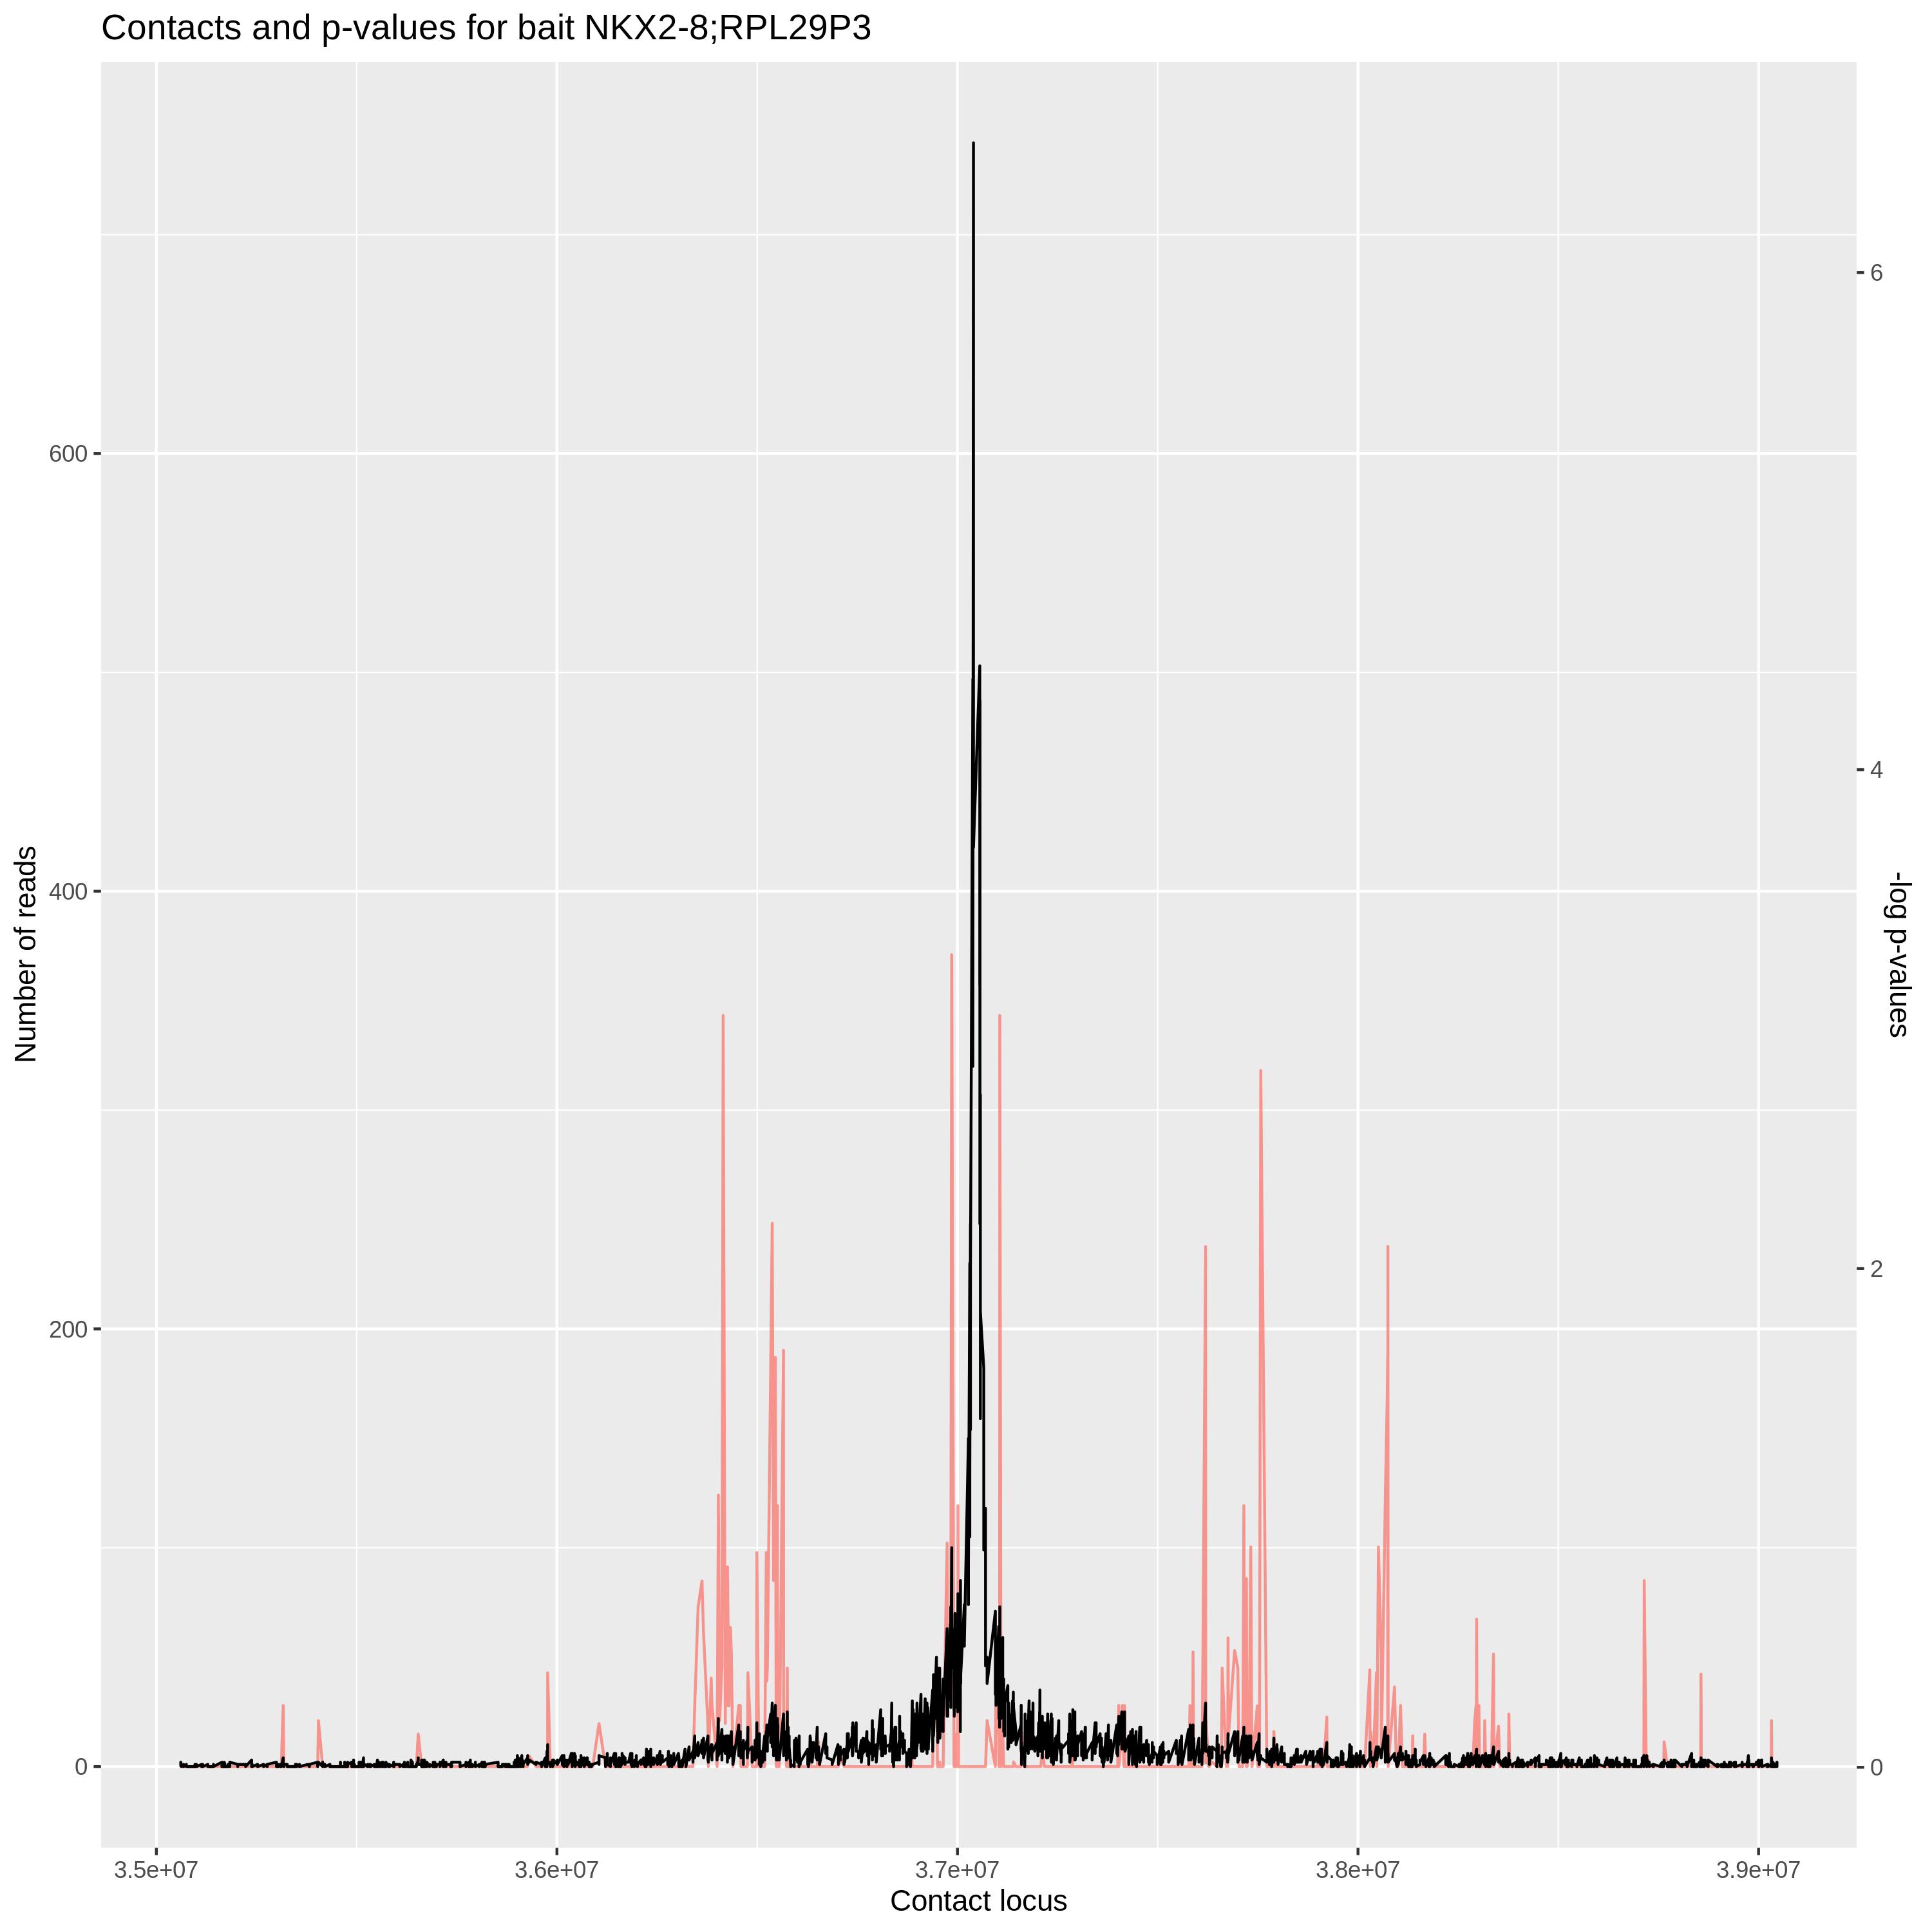 Contacts and p-values for bait NKX2-8;RPL29P3
Number of reads
600
400
200
0
6
4
2
0
-log p-values
3.5e+07
3.6e+07
3.7e+07
3.8e+07
3.9e+07
Contact locus